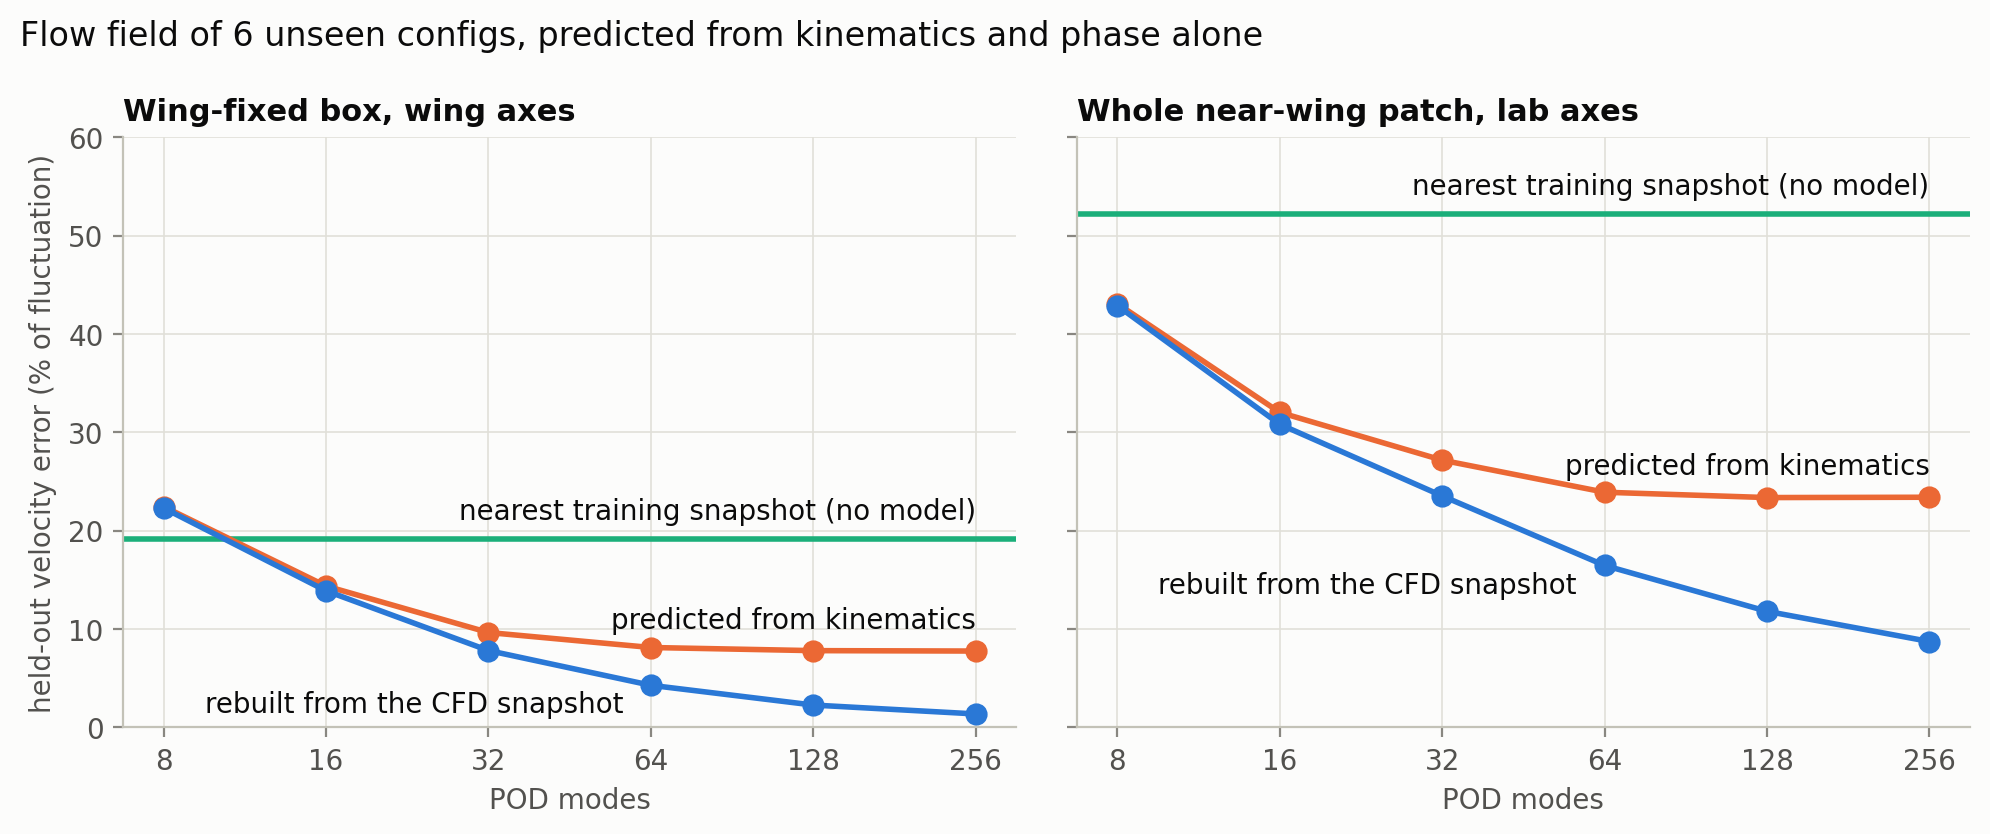 Flow field of 6 unseen configs, predicted from kinematics and phase alone
Wing-fixed box, wing axes
held-out velocity error (% of fluctuation)
60
50
40
30
20
10
0
nearest training snapshot (no model)
predicted from kinematics
rebuilt from the CFD snapshot
8 16 32 64 128 256
POD modes
Whole near-wing patch, lab axes
nearest training snapshot (no model)
predicted from kinematics
rebuilt from the CFD snapshot
8 16 32 64 128 256
POD modes